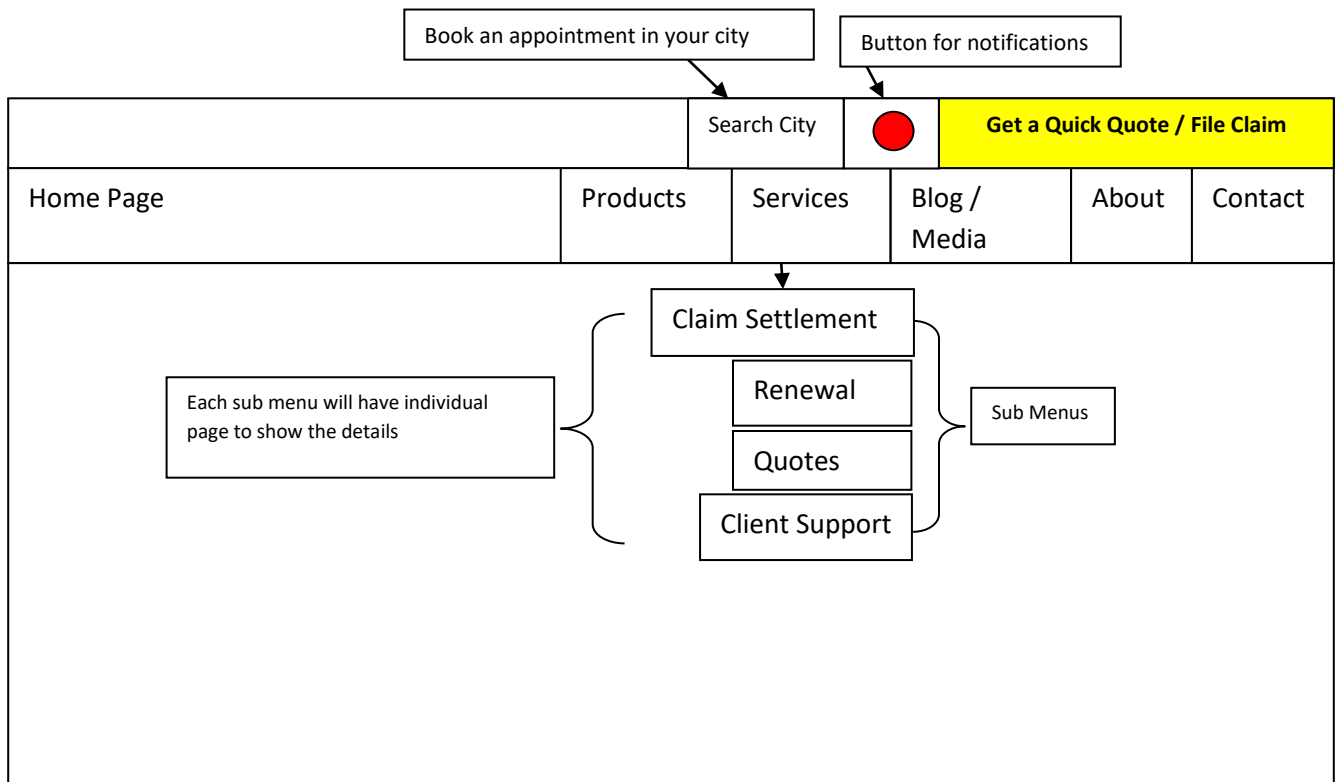 Book an appointment in your city
Button for notifications
Search City
Get a Quick Quote / File Claim
Home Page
Products
Services
Blog /
Media
About
Contact
Claim Settlement
Renewal
Each sub menu will have individual
page to show the details
Sub Menus
Quotes
Client Support